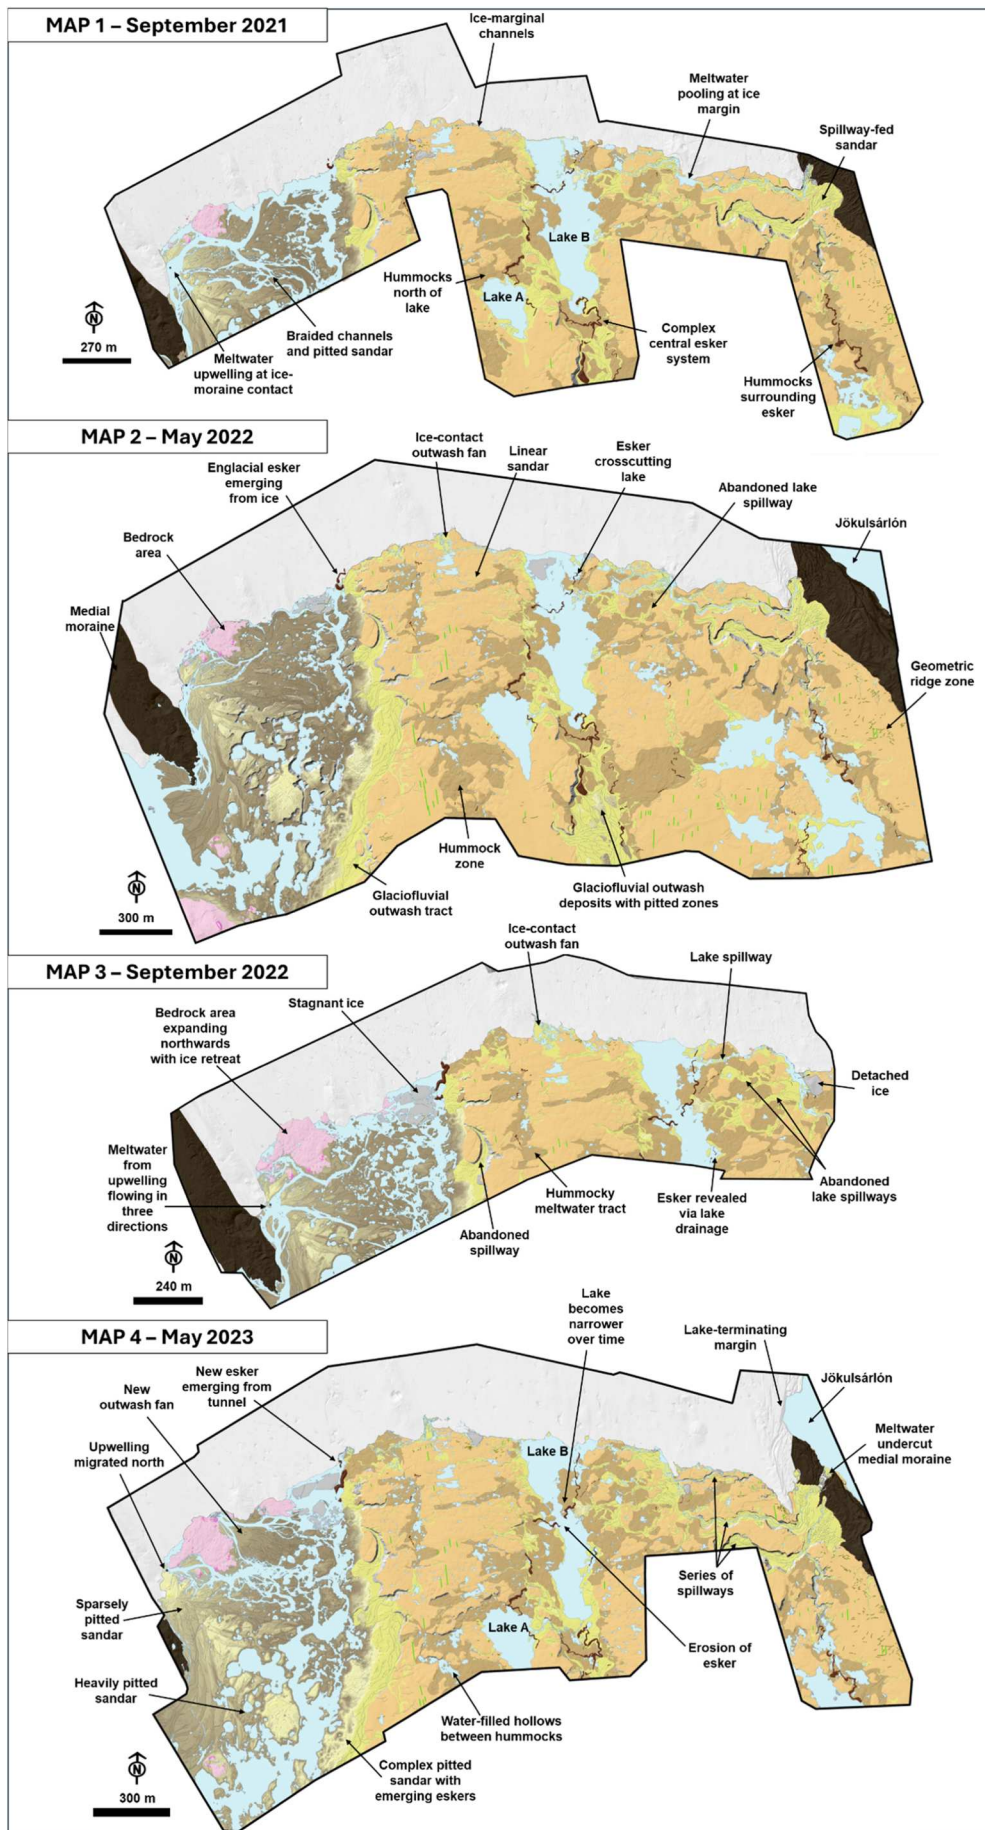 MAP 1 – September 2021
Ice-marginal
channels
Meltwater
pooling at ice
margin
Spillway-fed
sandar
Lake B
Hummocks
north of
lake
Lake A
N
270 m
Braided channels
and pitted sandar
Meltwater
upwelling at ice-
moraine contact
Complex
central esker
system
Hummocks
surrounding
esker
MAP 2 – May 2022
Ice-contact
outwash fan
Linear
sandar
Esker
crosscutting
lake
Englacial esker
emerging
from ice
Abandoned lake
spillway
Jökulsárlón
Bedrock
area
Medial
moraine
Geometric
ridge zone
Hummock
zone
Glaciofluvial
outwash tract
Glaciofluvial outwash
deposits with pitted zones
N
300 m
MAP 3 – September 2022
Ice-contact
outwash fan
Lake spillway
Stagnant ice
Bedrock area
expanding
northwards
with ice retreat
Detached
ice
Meltwater
from
upwelling
flowing in
three
directions
Hummocky
meltwater tract
Abandoned
spillway
Esker revealed
via lake
drainage
Abandoned
lake spillways
N
240 m
MAP 4 – May 2023
Lake
becomes
narrower
over time
Lake-terminating
margin
Jökulsárlón
New esker
emerging from
tunnel
New
outwash fan
Upwelling
migrated north
Meltwater
undercut
medial moraine
Lake B
Series of
spillways
Sparsely
pitted
sandar
Lake A
Erosion of
esker
Heavily pitted
sandar
Water-filled hollows
between hummocks
Complex pitted
sandar with
emerging eskers
N
300 m